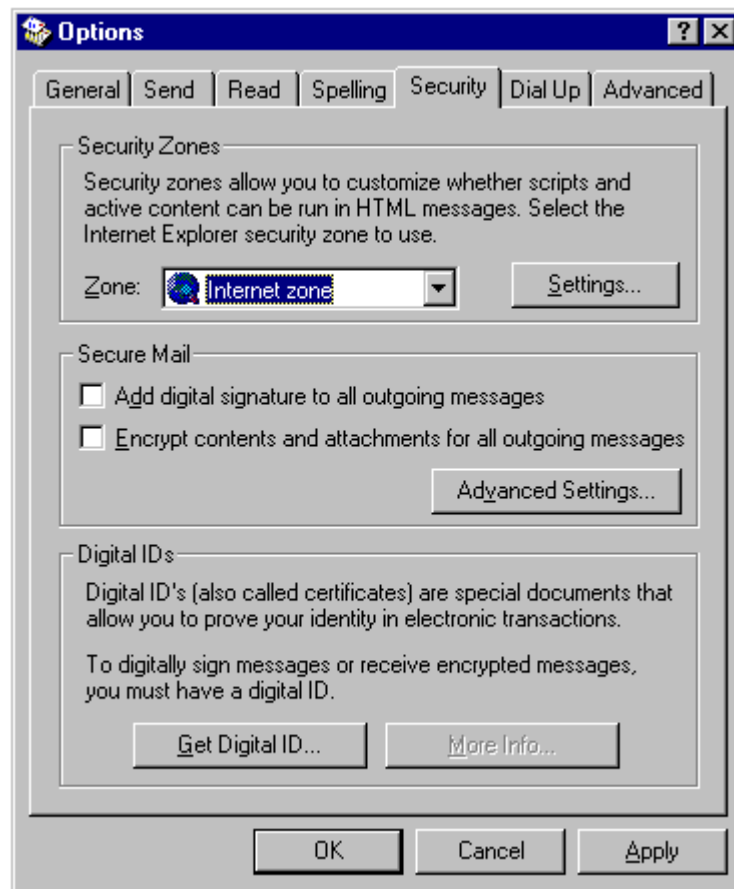 Options
General Send Read Spelling Security Dial Up Advanced
Security Zones
Security zones allow you to customize whether scripts and
active content can be run in HTML messages. Select the
Internet Explorer security zone to use.
Zone: Internet zone Settings...
Secure Mail
Add digital signature to all outgoing messages
Encrypt contents and attachments for all outgoing messages
Advanced Settings...
Digital IDs
Digital ID's (also called certificates) are special documents that
allow you to prove your identity in electronic transactions.
To digitally sign messages or receive encrypted messages,
you must have a digital ID.
Get Digital ID... More Info...
OK Cancel Apply